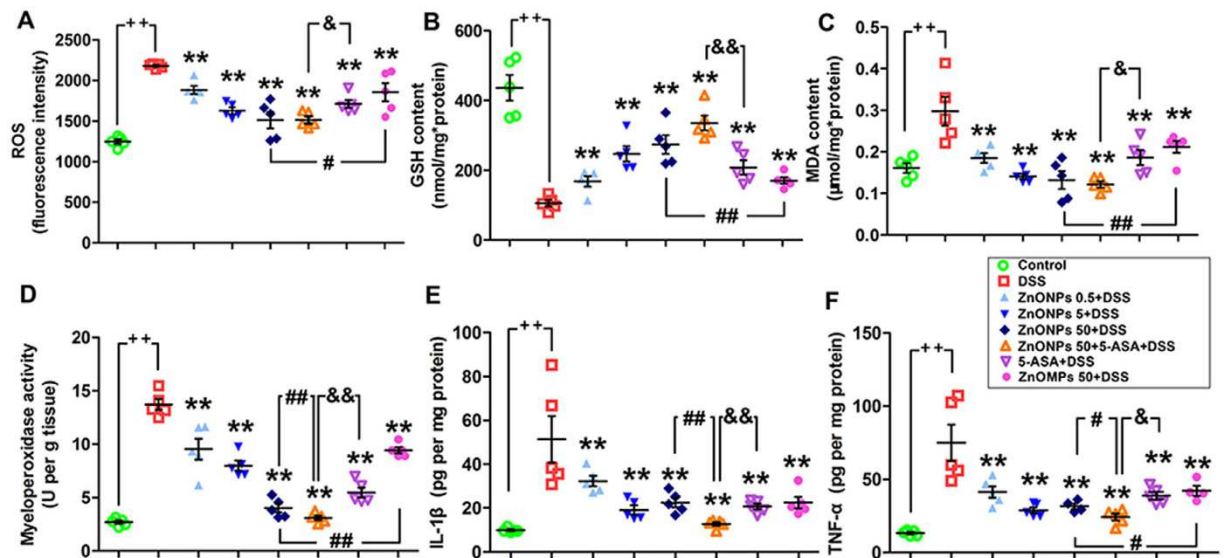 A
ROS
(fluorescence intensity)
2500
2000
1500
1000
500
0
++
** ** ** ** ** **
&
#
B
GSH content
(nmol/mg*protein)
600
400
200
0
++
** ** ** ** ** **
&&
##
C
MDA content
(μmol/mg*protein)
0.5
0.4
0.3
0.2
0.1
0.0
++
** ** ** ** ** **
&
##
D
Myeloperoxidase activity
(U per g tissue)
20
15
10
5
0
++
** ** ** ** ** **
## &&
##
E
IL-1β (pg per mg protein)
100
80
60
40
20
0
++
** ** ** ** ** **
## &&
Control
DSS
ZnONPs 0.5+DSS
ZnONPs 5+DSS
ZnONPs 50+DSS
ZnONPs 50+5-ASA+DSS
5-ASA+DSS
ZnOMPs 50+DSS
F
TNF-α (pg per mg protein)
150
100
50
0
++
** ** ** ** ** **
# &
#